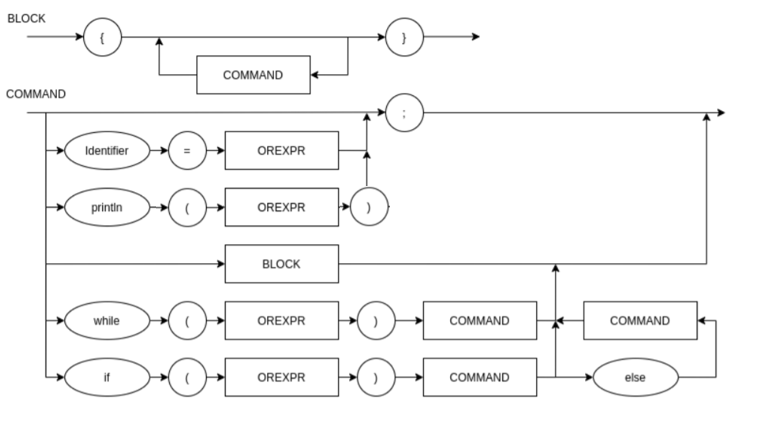 BLOCK
{ }
COMMAND
COMMAND
;
Identifier = OREXPR
println ( OREXPR )
BLOCK
while ( OREXPR ) COMMAND COMMAND
if ( OREXPR ) COMMAND else